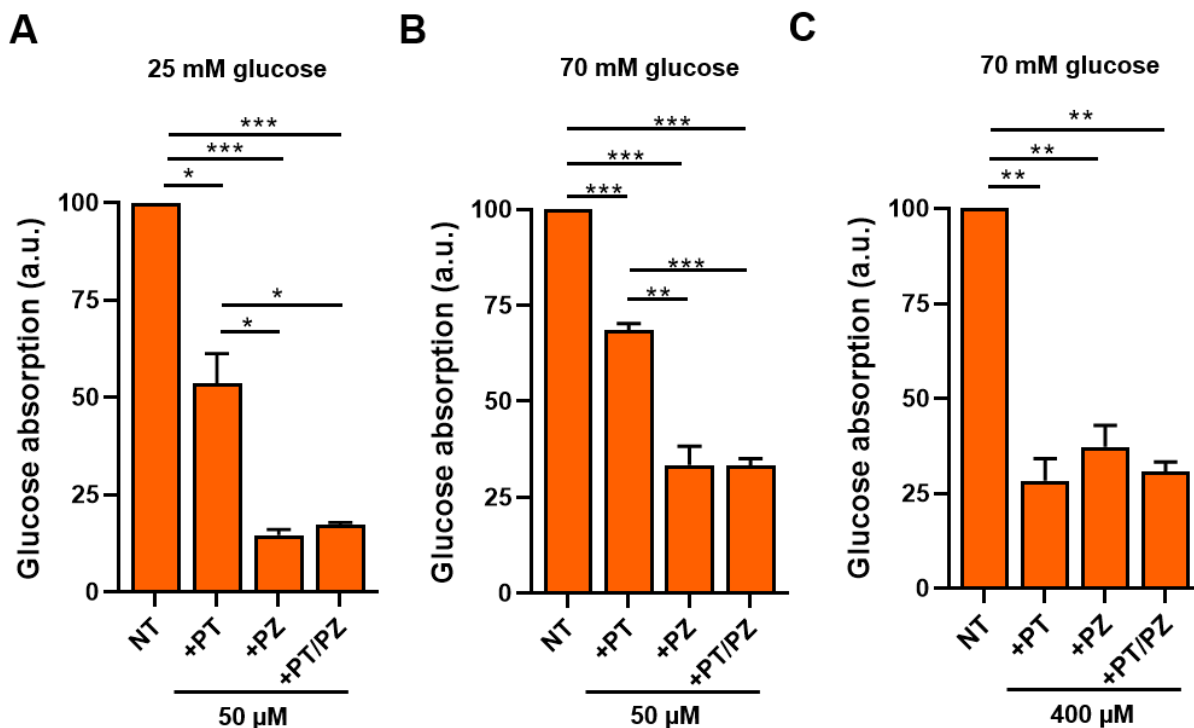 A
25 mM glucose
***
***
*
*
*
Glucose absorption (a.u.)
100
75
50
25
0
NT
+PT
+PZ
+PT/PZ
50 µM
B
70 mM glucose
***
***
***
***
**
Glucose absorption (a.u.)
100
75
50
25
0
NT
+PT
+PZ
+PT/PZ
50 µM
C
70 mM glucose
**
**
**
Glucose absorption (a.u.)
100
75
50
25
0
NT
+PT
+PZ
+PT/PZ
400 µM